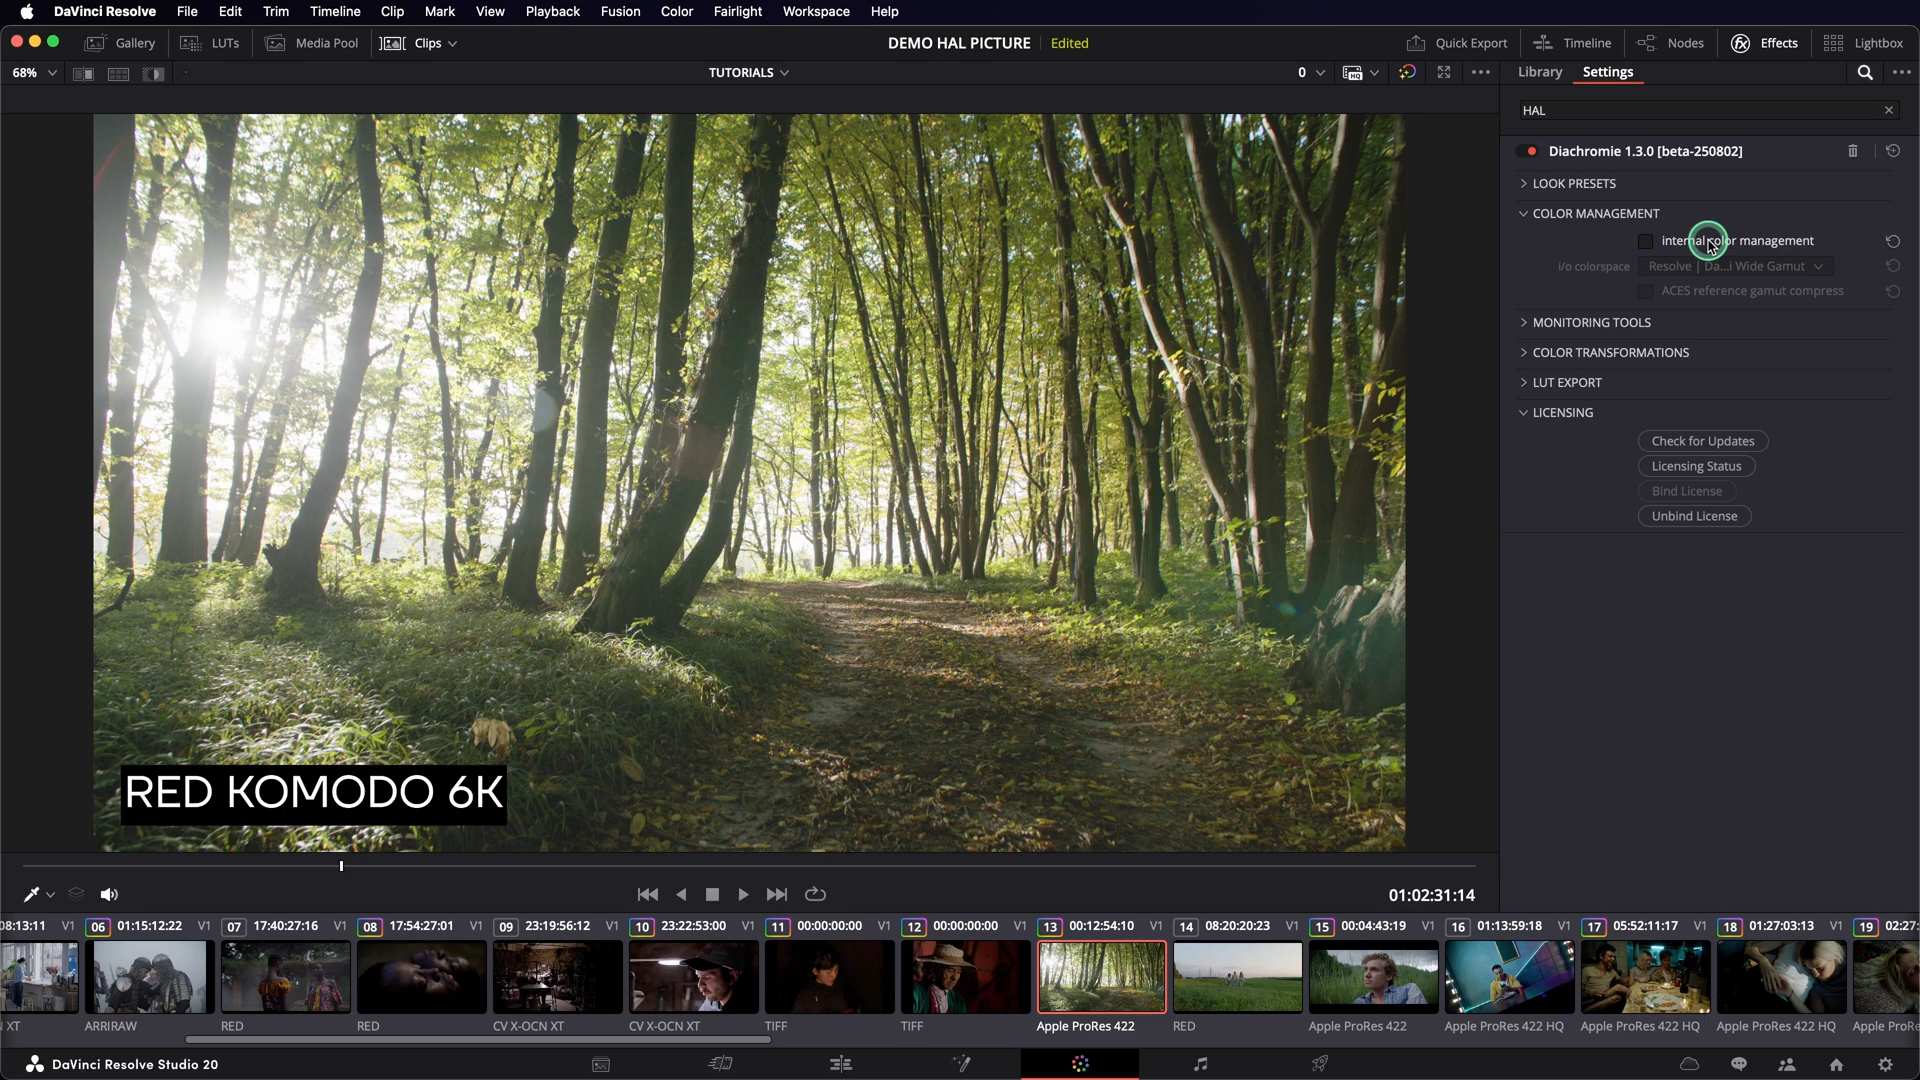 DaVinci Resolve File Edit Trim Timeline Clip Mark View Playback Fusion Color Fairlight Workspace Help
Gallery LUTs Media Pool Clips DEMO HAL PICTURE Edited Quick Export Timeline Nodes Effects Lightbox
68% TUTORIALS 0 Library Settings
HAL
Diachromie 1.3.0 [beta-250802]
LOOK PRESETS
COLOR MANAGEMENT
internal color management
I/o colorspace Resolve | Da...i Wide Gamut
ACES reference gamut compress
MONITORING TOOLS
COLOR TRANSFORMATIONS
LUT EXPORT
LICENSING
Check for Updates
Licensing Status
Bind License
Unbind License
RED KOMODO 6K
01:02:31:14
08:13:11 V1 06 01:15:12:22 V1 07 17:40:27:16 V1 08 17:54:27:01 V1 09 23:19:56:12 V1 10 23:22:53:00 V1 11 00:00:00:00 V1 12 00:00:00:00 V1 13 00:12:54:10 V1 14 08:20:20:23 V1 15 00:04:43:19 V1 16 01:13:59:18 V1 17 05:52:11:17 V1 18 01:27:03:13 V1 19 02:27:
XT ARRIRAW RED RED CV X-OCN XT CV X-OCN XT TIFF TIFF Apple ProRes 422 RED Apple ProRes 422 Apple ProRes 422 HQ Apple ProRes 422 HQ Apple ProRes 422 HQ Apple ProRe
DaVinci Resolve Studio 20